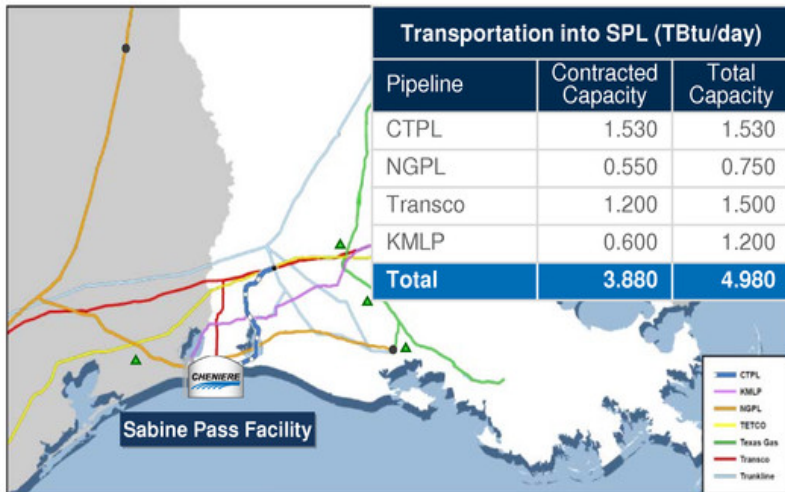 Transportation into SPL (TBtu/day)
Pipeline Contracted Capacity Total Capacity
CTPL 1.530 1.530
NGPL 0.550 0.750
Transco 1.200 1.500
KMLP 0.600 1.200
Total 3.880 4.980
CHENIERE
Sabine Pass Facility
CTPL
KMLP
NGPL
TETCO
Texas Gas
Transco
Trunkline